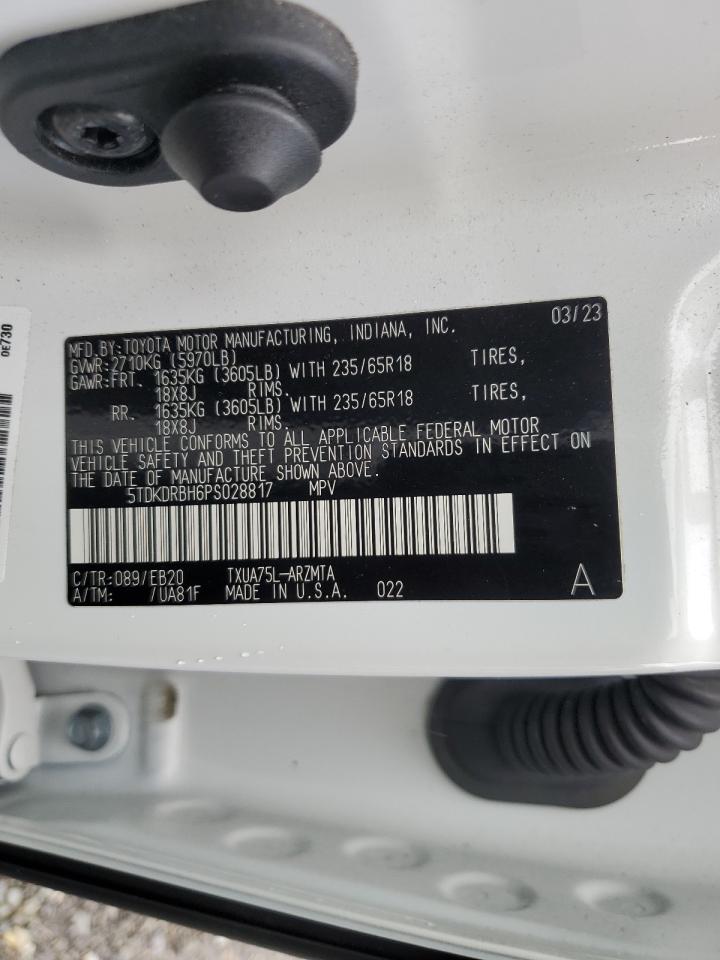 0E730
MFD.BY:TOYOTA MOTOR MANUFACTURING, INDIANA, INC. 03/23
GVWR:2710KG (5970LB)
GAWR:FRT. 1635KG (3605LB) WITH 235/65R18 TIRES,
18X8J RIMS.
RR. 1635KG (3605LB) WITH 235/65R18 TIRES,
18X8J RIMS.
THIS VEHICLE CONFORMS TO ALL APPLICABLE FEDERAL MOTOR
VEHICLE SAFETY AND THEFT PREVENTION STANDARDS IN EFFECT ON
THE DATE OF MANUFACTURE SHOWN ABOVE.
5TDKDRBH6PS028817 MPV
C/TR:089/EB20 TXUA75L-ARZMTA
A/TM: /UA81F MADE IN U.S.A. 022 A